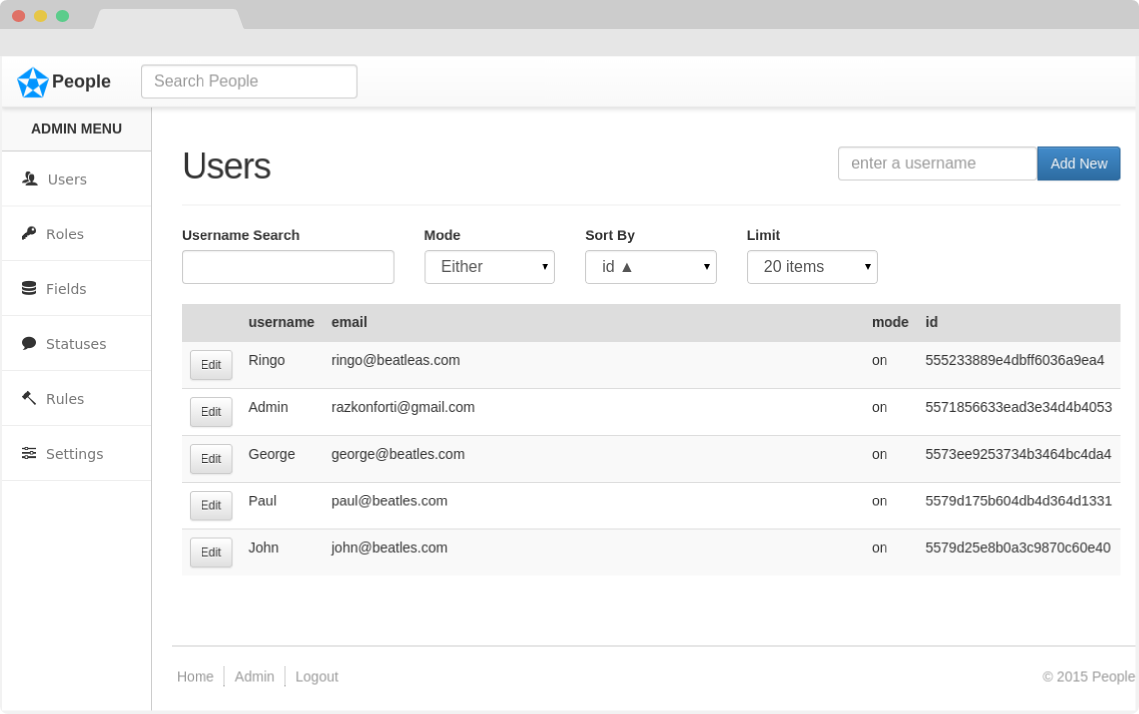 People
Search People
ADMIN MENU
Users
Roles
Fields
Statuses
Rules
Settings
Users
enter a username
Add New
Username Search Mode Sort By Limit
Either id ▲ 20 items
username email mode id
Edit Ringo ringo@beatleas.com on 555233889e4dbff6036a9ea4
Edit Admin razkonforti@gmail.com on 5571856633ead3e34d4b4053
Edit George george@beatles.com on 5573ee9253734b3464bc4da4
Edit Paul paul@beatles.com on 5579d175b604db4d364d1331
Edit John john@beatles.com on 5579d25e8b0a3c9870c60e40
Home Admin Logout
© 2015 People